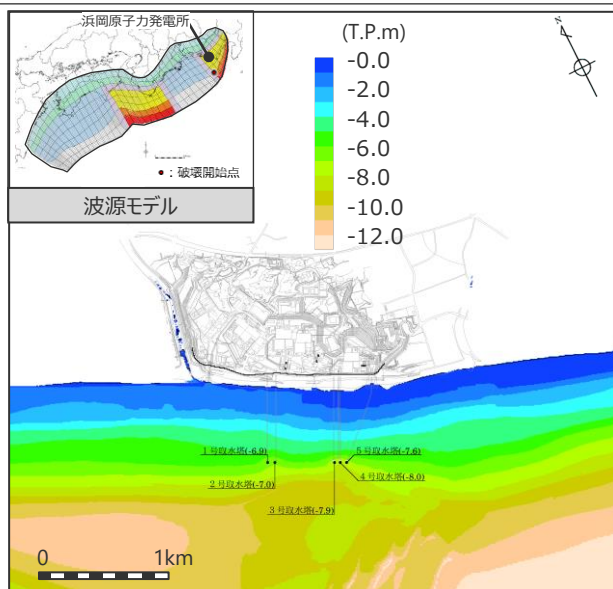 浜岡原子力発電所
●：破壊開始点
波源モデル
(T.P.m)
-0.0
-2.0
-4.0
-6.0
-8.0
-10.0
-12.0
N
1号取水塔(-6.9)
5号取水塔(-7.6)
2号取水塔(-7.0)
4号取水塔(-8.0)
3号取水塔(-7.9)
0 1km